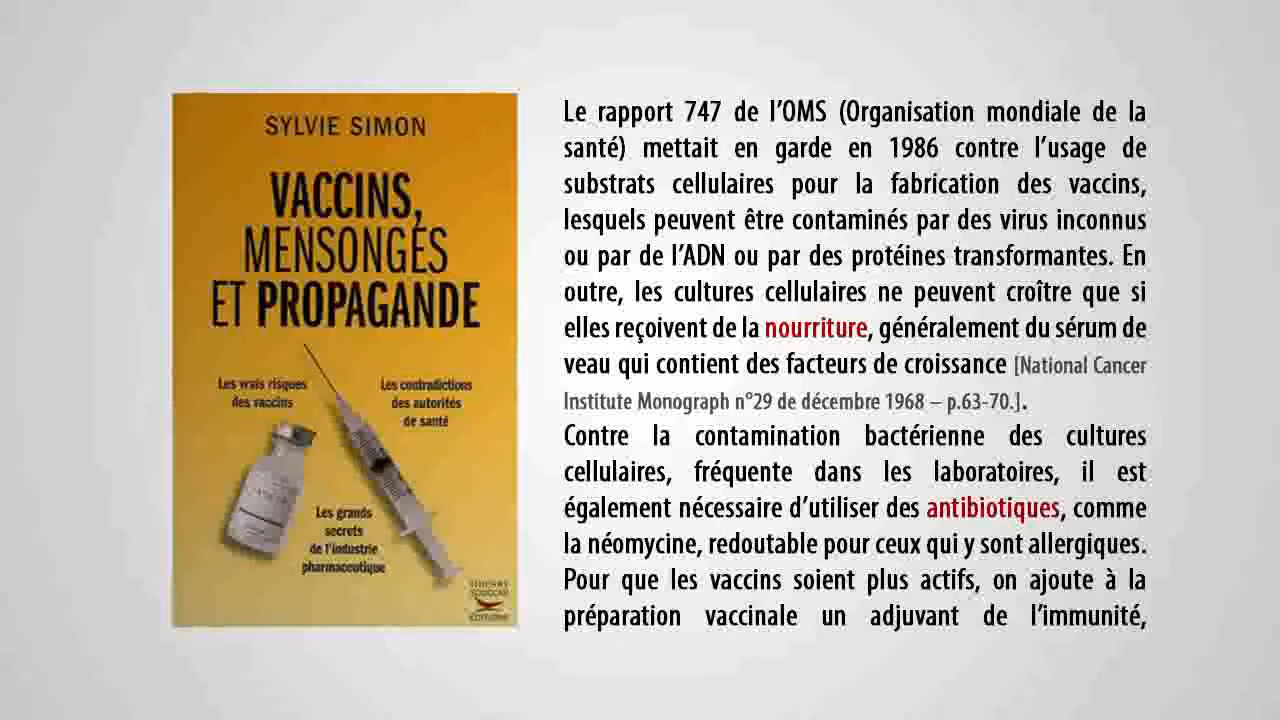 SYLVIE SIMON
VACCINS,
MENSONGES
ET PROPAGANDE
Les vrais risques
des vaccins
Les contradictions
des autorités
de santé
Les grands
secrets
de l'industrie
pharmaceutique
THIERRY
SOUCCAR
ÉDITIONS
Le rapport 747 de l'OMS (Organisation mondiale de la
santé) mettait en garde en 1986 contre l'usage de
substrats cellulaires pour la fabrication des vaccins,
lesquels peuvent être contaminés par des virus inconnus
ou par de l'ADN ou par des protéines transformantes. En
outre, les cultures cellulaires ne peuvent croître que si
elles reçoivent de la nourriture, généralement du sérum de
veau qui contient des facteurs de croissance [National Cancer
Institute Monograph n°29 de décembre 1968 – p.63-70.].
Contre la contamination bactérienne des cultures
cellulaires, fréquente dans les laboratoires, il est
également nécessaire d'utiliser des antibiotiques, comme
la néomycine, redoutable pour ceux qui y sont allergiques.
Pour que les vaccins soient plus actifs, on ajoute à la
préparation vaccinale un adjuvant de l'immunité,